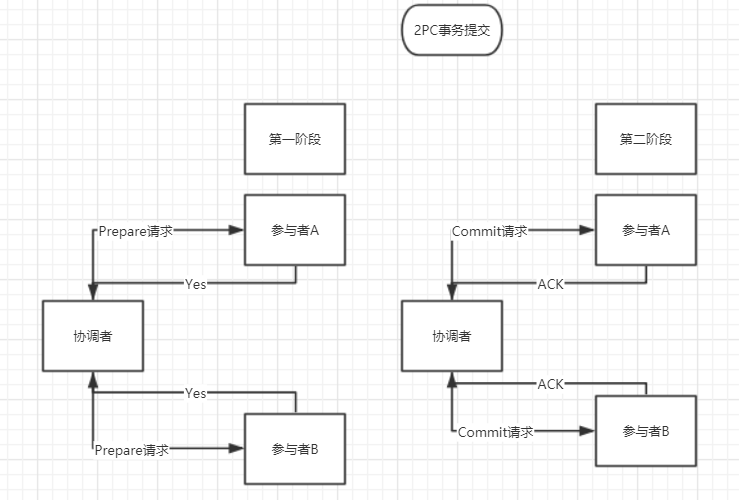 2PC事务提交
第一阶段
Prepare请求
参与者A
Yes
协调者
Yes
Prepare请求
参与者B
第二阶段
Commit请求
参与者A
ACK
协调者
ACK
Commit请求
参与者B